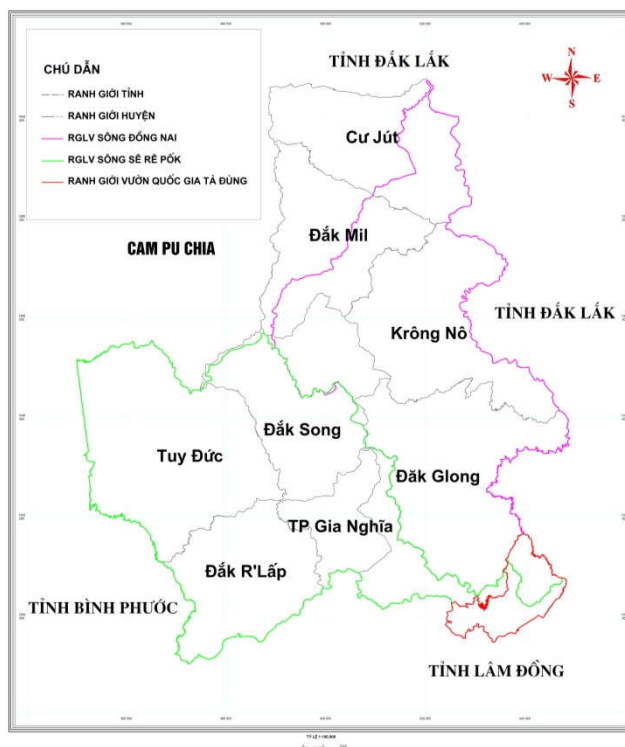 TỈNH ĐẮK LẮK
N
W E
S
CHÚ DẪN
RANH GIỚI TỈNH
RANH GIỚI HUYỆN
RGLV SÔNG ĐỒNG NAI
RGLV SÔNG SÊ RÊ PỐK
RANH GIỚI VƯỜN QUỐC GIA TÀ ĐÙNG
Cư Jút
CAM PU CHIA
Đắk Mil
TỈNH ĐẮK LẮK
Krông Nô
Đắk Song
Tuy Đức
Đăk Glong
TP Gia Nghĩa
Đắk R'Lấp
TỈNH BÌNH PHƯỚC
TỈNH LÂM ĐỒNG